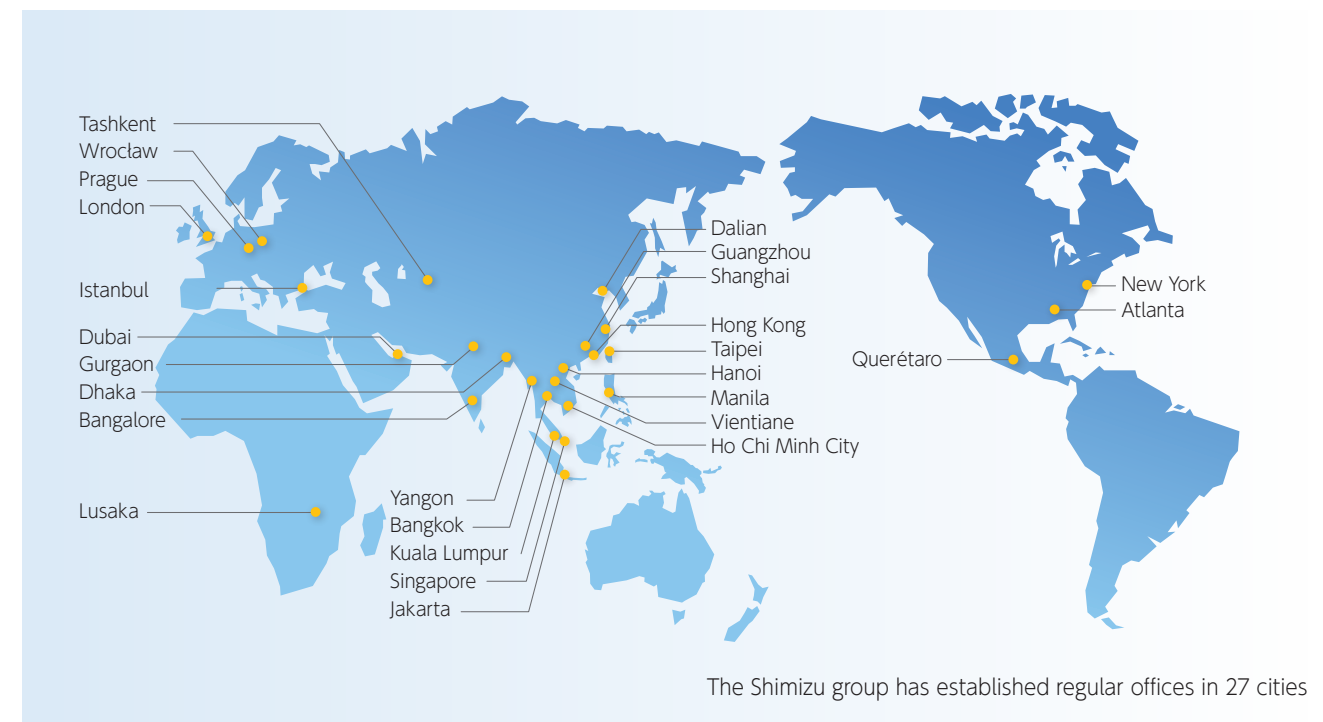 Tashkent
Wrocław
Prague
London
Istanbul
Dubai
Gurgaon
Dhaka
Bangalore
Lusaka
Yangon
Bangkok
Kuala Lumpur
Singapore
Jakarta
Dalian
Guangzhou
Shanghai
Hong Kong
Taipei
Hanoi
Manila
Vientiane
Ho Chi Minh City
New York
Atlanta
Querétaro
The Shimizu group has established regular offices in 27 cities